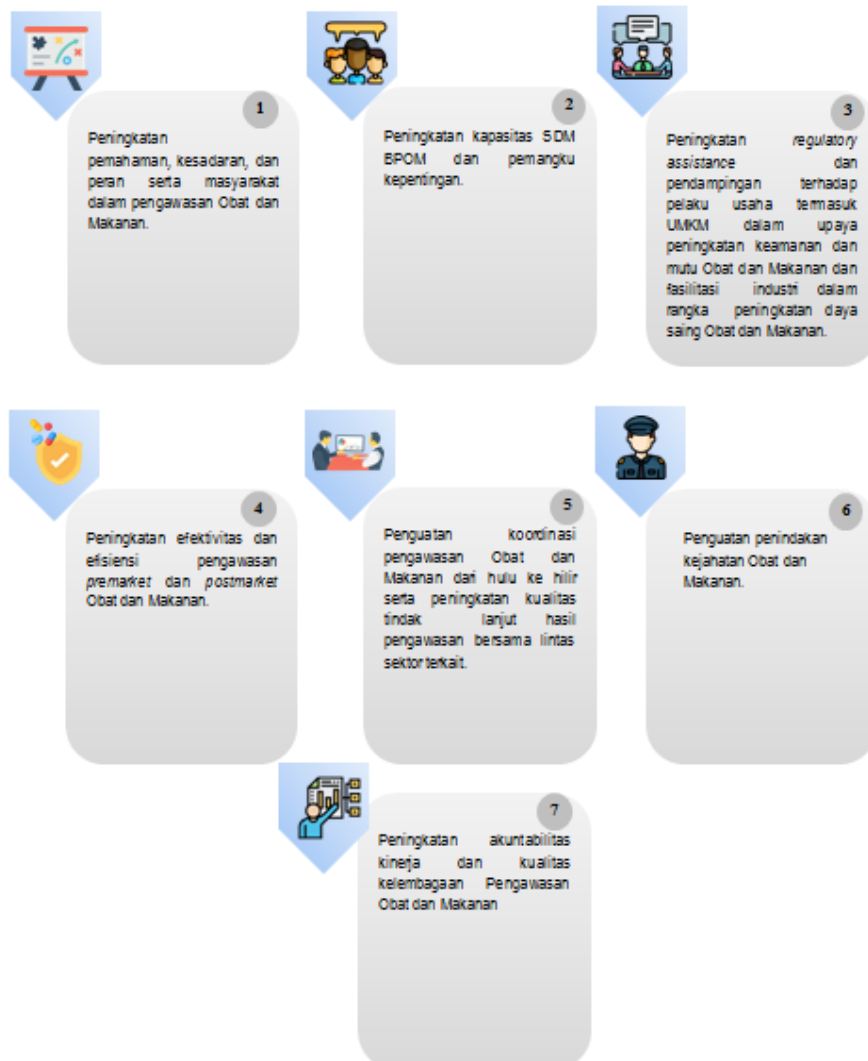 1
Peningkatan
pemahaman, kesadaran, dan
peran serta masyarakat
dalam pengawasan Obat dan
Makanan.
2
Peningkatan kapasitas SDM
BPOM dan pemangku
kepentingan.
3
Peningkatan regulatory
assistance dan
pendampingan terhadap
pelaku usaha termasuk
UMKM dalam upaya
peningkatan keamanan dan
mutu Obat dan Makanan dan
fasilitasi industri dalam
rangka peningkatan daya
saing Obat dan Makanan.
4
Peningkatan efektivitas dan
efisiensi pengawasan
premarket dan postmarket
Obat dan Makanan.
5
Penguatan koordinasi
pengawasan Obat dan
Makanan dari hulu ke hilir
serta peningkatan kualitas
tindak lanjut hasil
pengawasan bersama lintas
sektor terkait.
6
Penguatan penindakan
kejahatan Obat dan
Makanan.
7
Peningkatan akuntabilitas
kinerja dan kualitas
kelembagaan Pengawasan
Obat dan Makanan